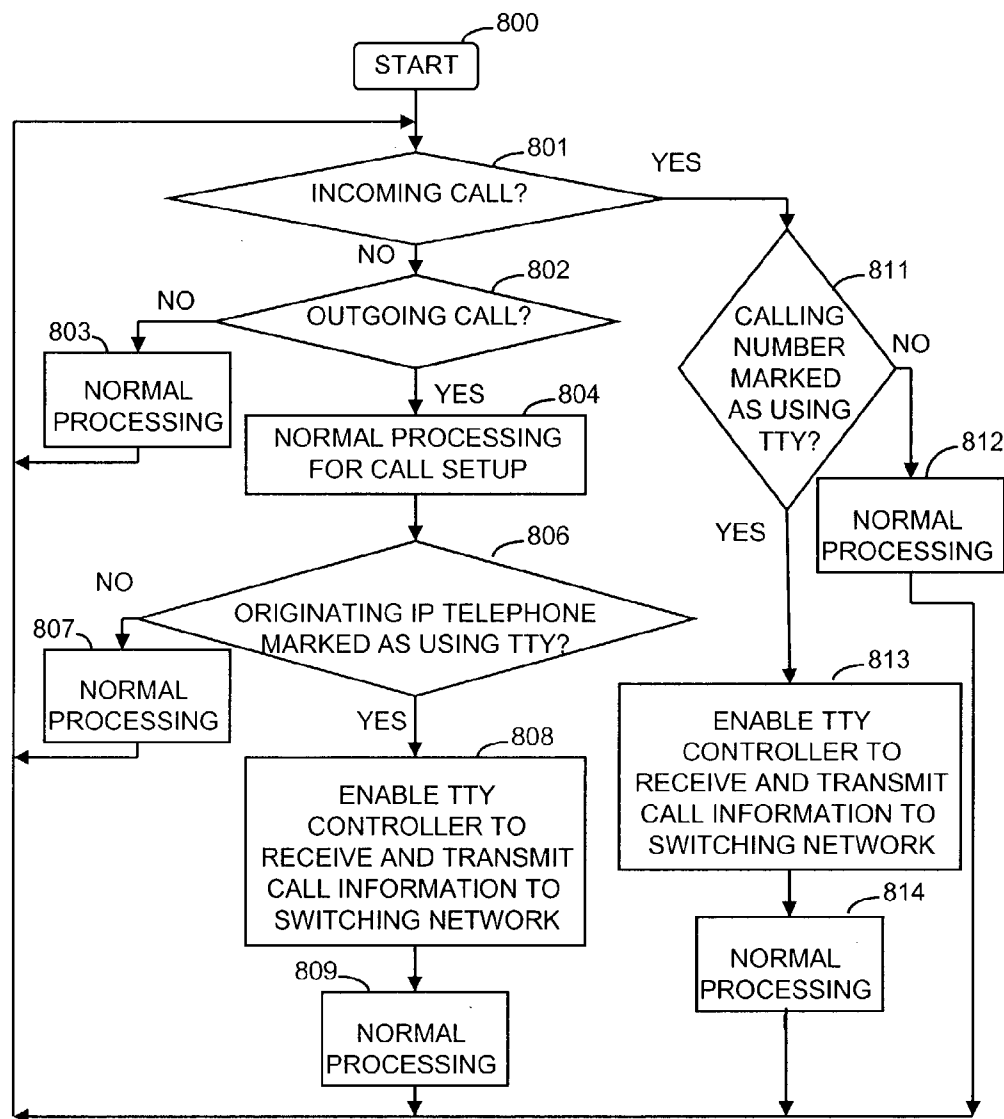 800
START
801
INCOMING CALL?
YES
NO
802
OUTGOING CALL?
NO
803
NORMAL
PROCESSING
YES
804
NORMAL PROCESSING
FOR CALL SETUP
806
ORIGINATING IP TELEPHONE
MARKED AS USING TTY?
NO
807
NORMAL
PROCESSING
YES
808
ENABLE TTY
CONTROLLER TO
RECEIVE AND TRANSMIT
CALL INFORMATION TO
SWITCHING NETWORK
809
NORMAL
PROCESSING
811
CALLING
NUMBER
MARKED
AS USING
TTY?
NO
812
NORMAL
PROCESSING
YES
813
ENABLE TTY
CONTROLLER TO
RECEIVE AND TRANSMIT
CALL INFORMATION TO
SWITCHING NETWORK
814
NORMAL
PROCESSING